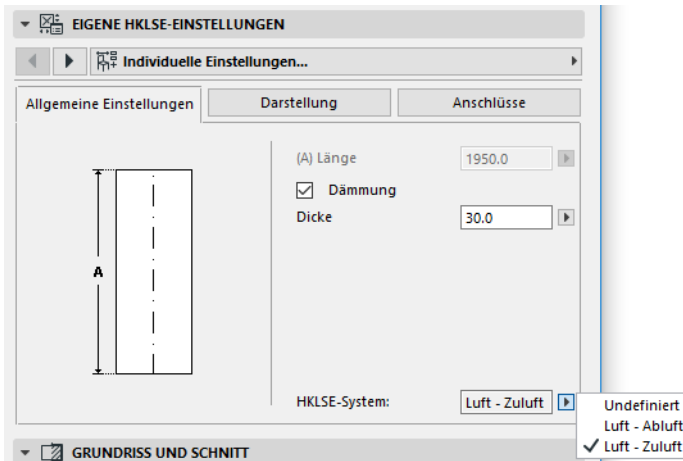 EIGENE HKLSE-EINSTELLUNGEN
Individuelle Einstellungen...
Allgemeine Einstellungen
Darstellung
Anschlüsse
(A) Länge
1950.0
Dämmung
Dicke
30.0
A
HKLSE-System:
Luft - Zuluft
Undefiniert
Luft - Abluft
Luft - Zuluft
GRUNDRISS UND SCHNITT